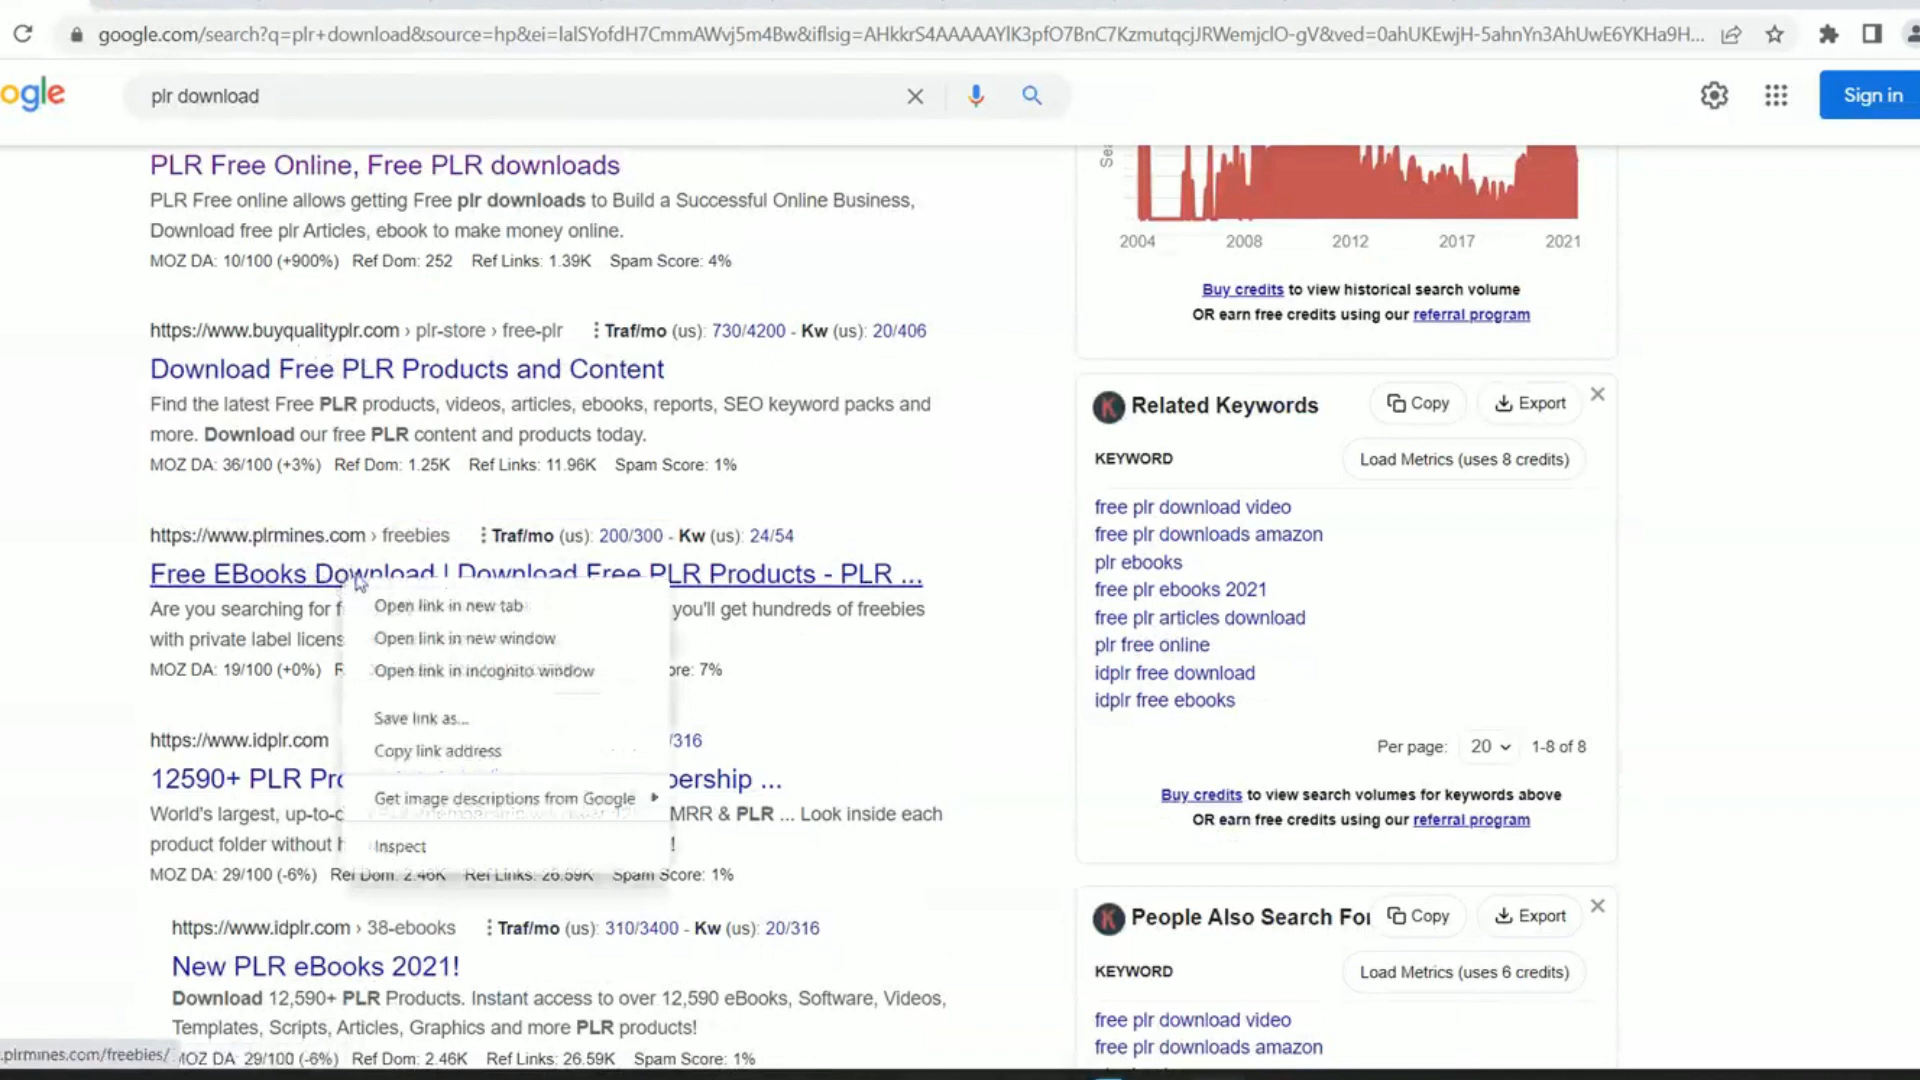 google.com/search?q=plr+download&source=hp&ei=lalSYofdH7CmmAWvj5m4Bw&iflsig=AHkkrS4AAAAAYlK3pfO7BnC7KzmutqcjJRWemjclO-gV&ved=0ahUKEwjH-5ahnYn3AhUwE6YKHa9H...
ogle
plr download
Sign in
PLR Free Online, Free PLR downloads
PLR Free online allows getting Free plr downloads to Build a Successful Online Business,
Download free plr Articles, ebook to make money online.
MOZ DA: 10/100 (+900%) Ref Dom: 252 Ref Links: 1.39K Spam Score: 4%
https://www.buyqualityplr.com › plr-store › free-plr Traf/mo (us): 730/4200 - Kw (us): 20/406
Download Free PLR Products and Content
Find the latest Free PLR products, videos, articles, ebooks, reports, SEO keyword packs and
more. Download our free PLR content and products today.
MOZ DA: 36/100 (+3%) Ref Dom: 1.25K Ref Links: 11.96K Spam Score: 1%
https://www.plrmines.com › freebies Traf/mo (us): 200/300 - Kw (us): 24/54
Free EBooks Download | Download Free PLR Products - PLR ...
Are you searching for f you'll get hundreds of freebies
with private label licens
MOZ DA: 19/100 (+0%) R ore: 7%
Open link in new tab
Open link in new window
Open link in incognito window
Save link as...
Copy link address
Get image descriptions from Google
Inspect
https://www.idplr.com /316
12590+ PLR Pro bership ...
World's largest, up-to-d MRR & PLR ... Look inside each
product folder without h !
MOZ DA: 29/100 (-6%) Ref Dom: 2.46K Ref Links: 26.59K Spam Score: 1%
https://www.idplr.com › 38-ebooks Traf/mo (us): 310/3400 - Kw (us): 20/316
New PLR eBooks 2021!
Download 12,590+ PLR Products. Instant access to over 12,590 eBooks, Software, Videos,
Templates, Scripts, Articles, Graphics and more PLR products!
MOZ DA: 29/100 (-6%) Ref Dom: 2.46K Ref Links: 26.59K Spam Score: 1%
.plrmines.com/freebies/
Sea
2004 2008 2012 2017 2021
Buy credits to view historical search volume
OR earn free credits using our referral program
Related Keywords
Copy
Export
KEYWORD
Load Metrics (uses 8 credits)
free plr download video
free plr downloads amazon
plr ebooks
free plr ebooks 2021
free plr articles download
plr free online
idplr free download
idplr free ebooks
Per page: 20 1-8 of 8
Buy credits to view search volumes for keywords above
OR earn free credits using our referral program
People Also Search For
Copy
Export
KEYWORD
Load Metrics (uses 6 credits)
free plr download video
free plr downloads amazon